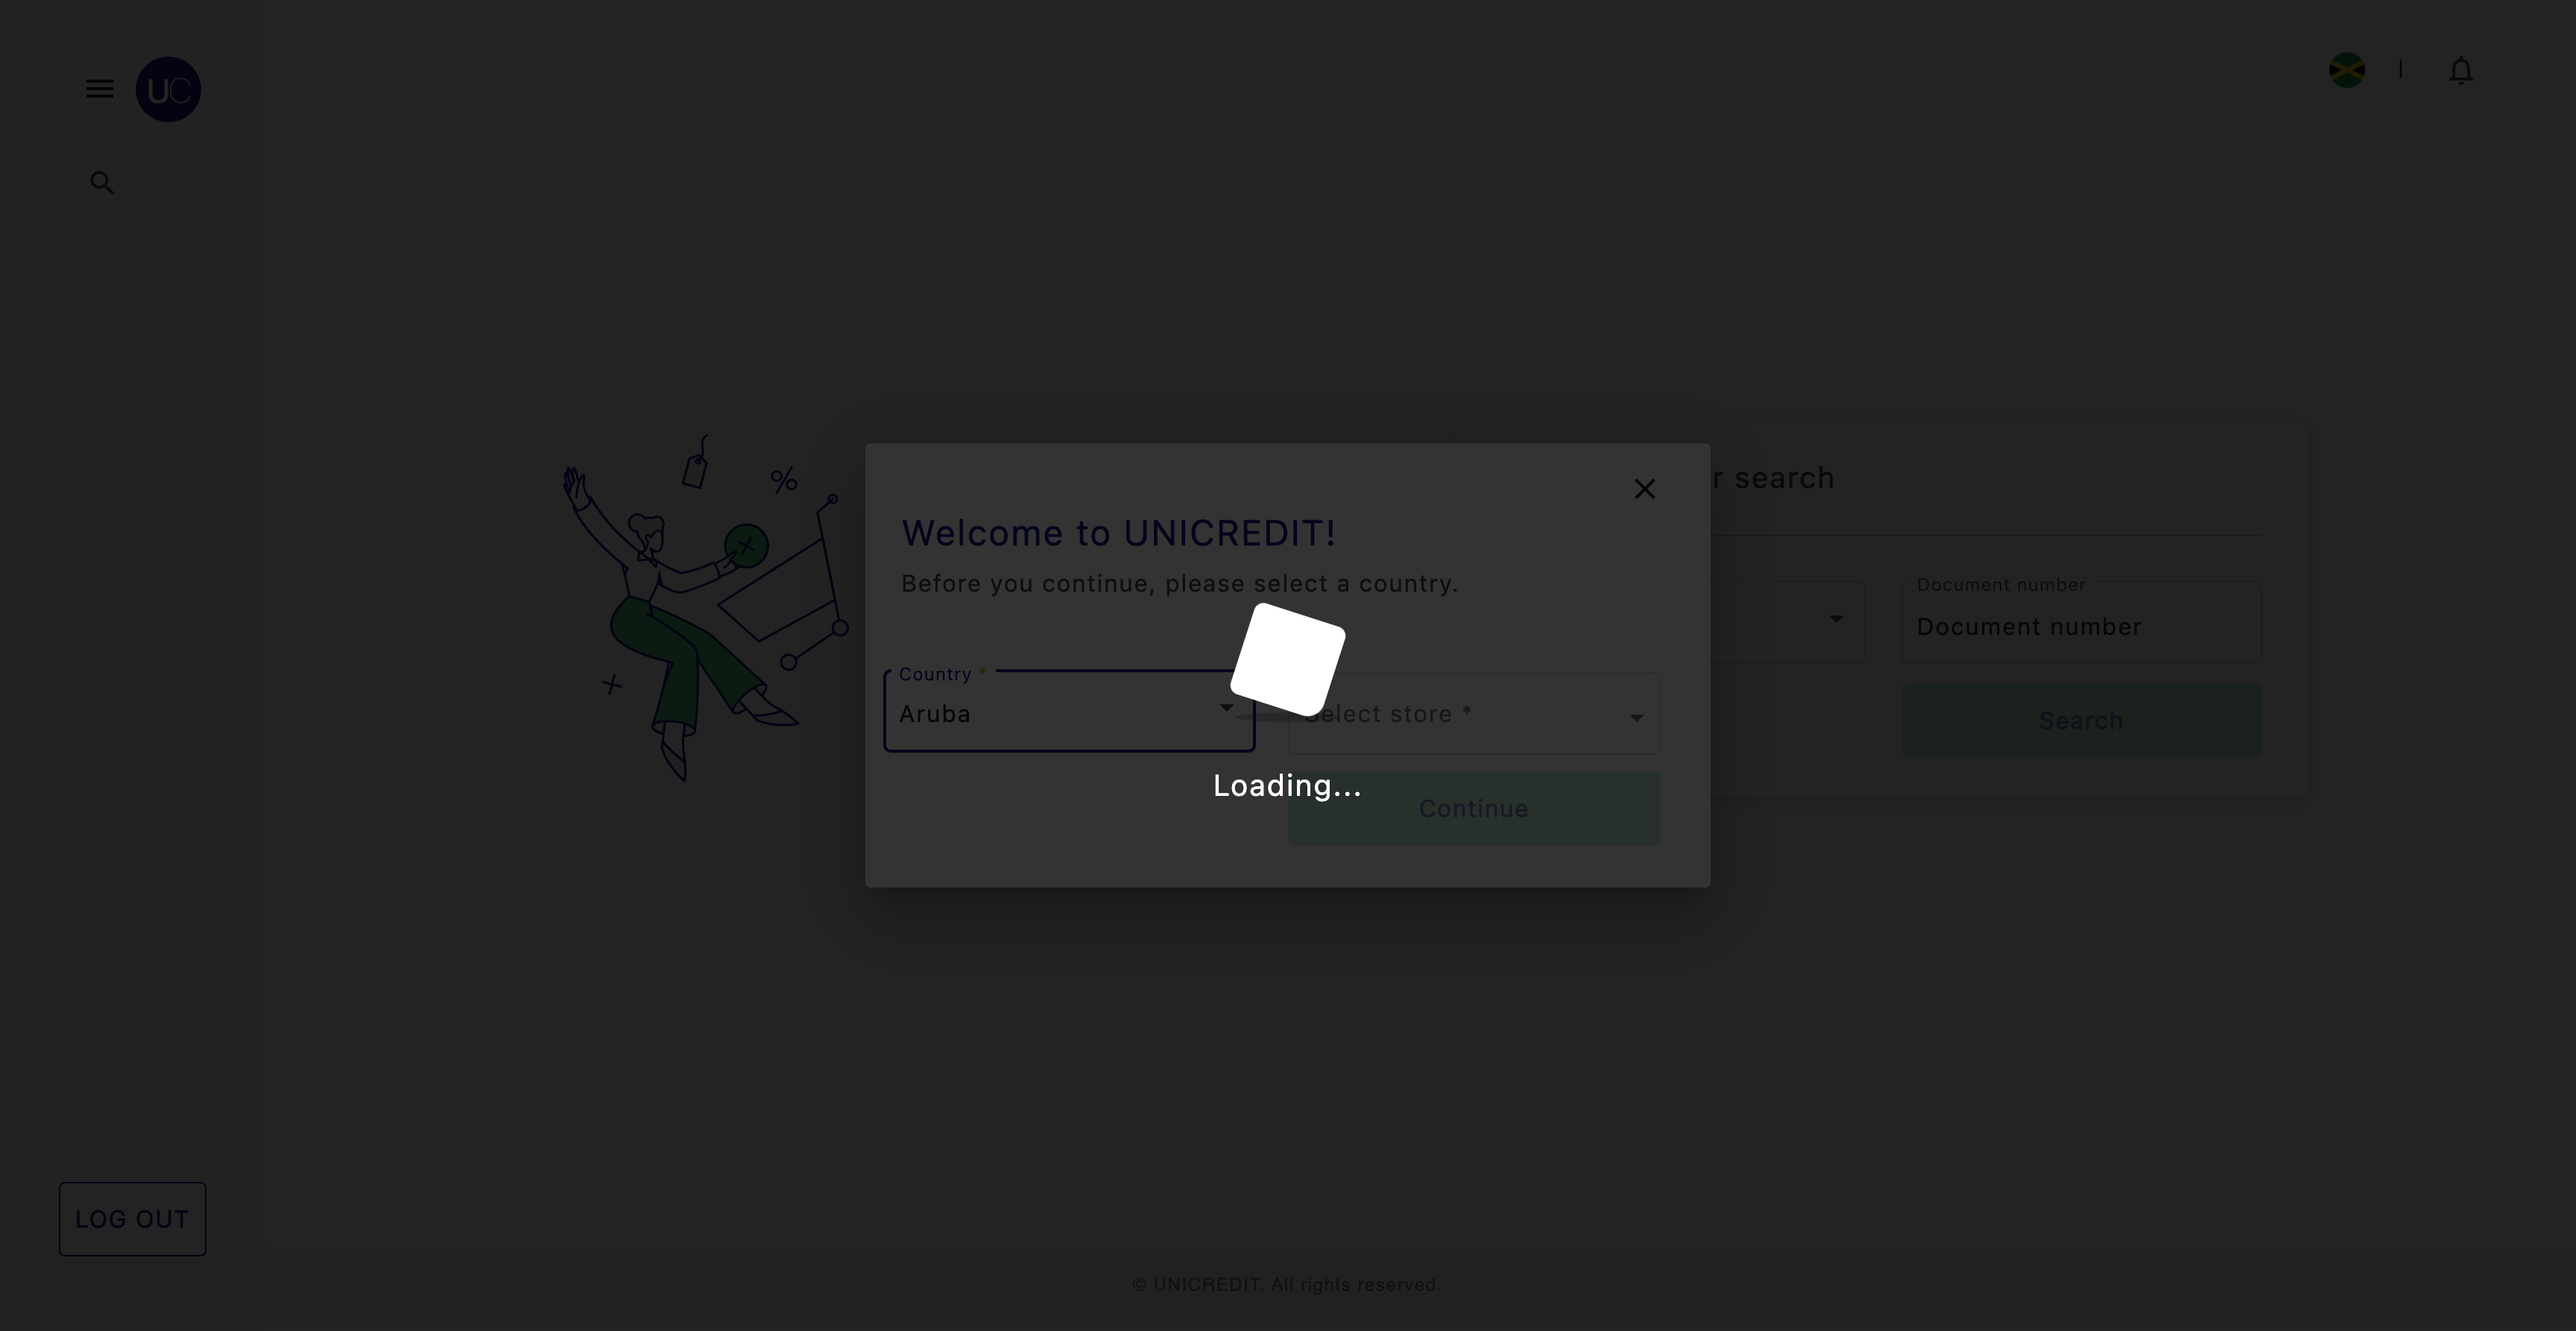 UC
r search
Welcome to UNICREDIT!
Before you continue, please select a country.
Document number
Document number
Country *
Aruba
Select store *
Search
Loading...
Continue
LOG OUT
© UNICREDIT. All rights reserved.